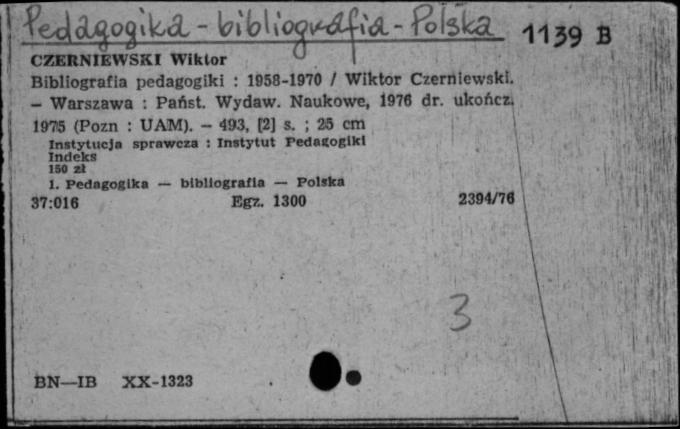 Pedagogika - bibliografia - Polska 1139 B
CZERNIEWSKI Wiktor
Bibliografia pedagogiki : 1958-1970 / Wiktor Czerniewski.
— Warszawa : Państ. Wydaw. Naukowe, 1976 dr. ukończ.
1975 (Pozn : UAM). — 493, [2] s. ; 25 cm
Instytucja sprawcza : Instytut Pedagogiki
Indeks
150 zł
1. Pedagogika — bibliografia — Polska
37:016 Egz. 1300 2394/76
3
BN—IB XX-1323